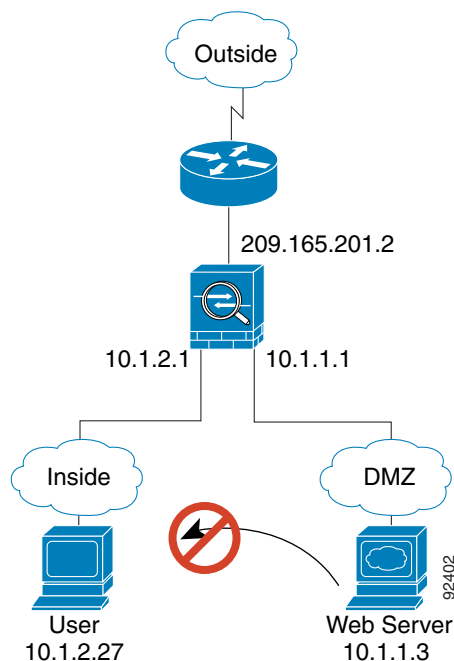 Outside
209.165.201.2
10.1.2.1
10.1.1.1
Inside
DMZ
User
10.1.2.27
Web Server
10.1.1.3
92402